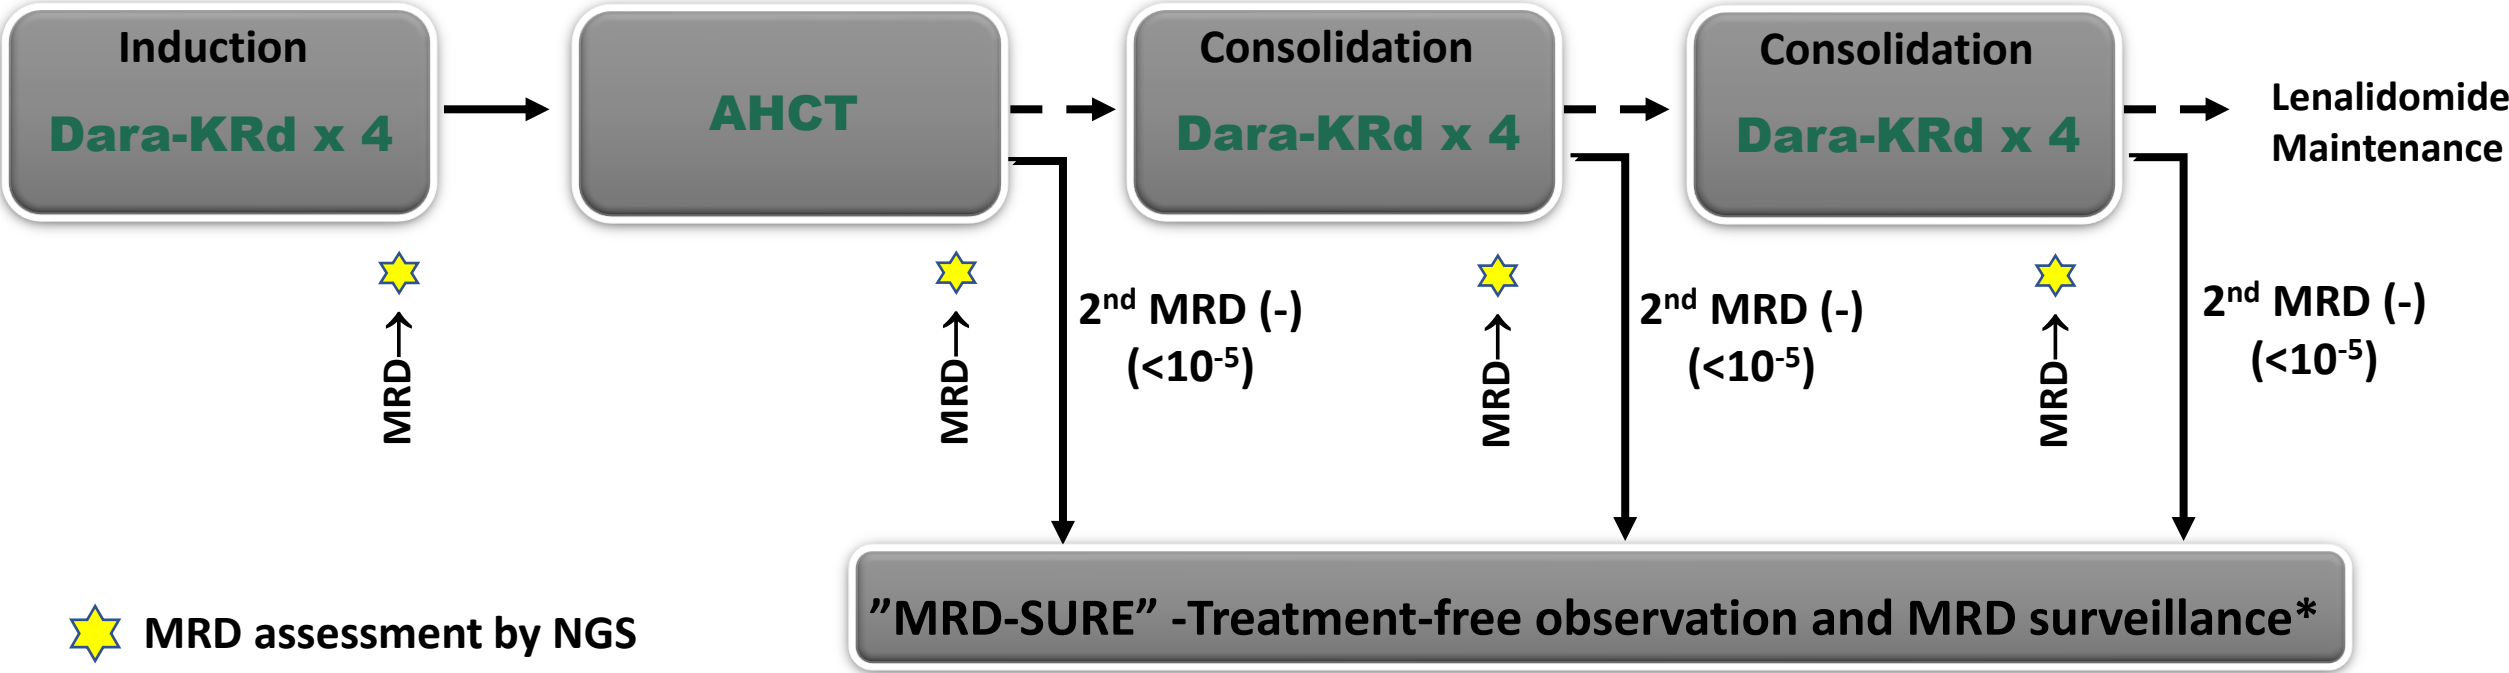 Induction
Dara-KRd x 4
AHCT
Consolidation
Dara-KRd x 4
Consolidation
Dara-KRd x 4
Lenalidomide
Maintenance
MRD
MRD
2nd MRD (-)
(<10-5)
MRD
2nd MRD (-)
(<10-5)
MRD
2nd MRD (-)
(<10-5)
MRD assessment by NGS
”MRD-SURE” -Treatment-free observation and MRD surveillance*